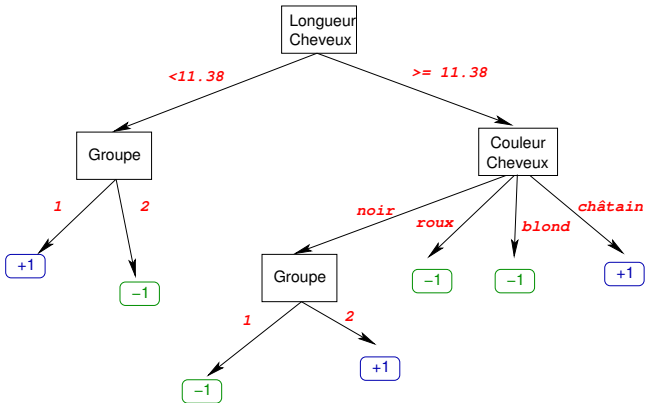 Longueur
Cheveux
<11.38
>= 11.38
Groupe
Couleur
Cheveux
1
2
noir
roux
blond
châtain
+1
−1
Groupe
−1
−1
+1
1
2
−1
+1